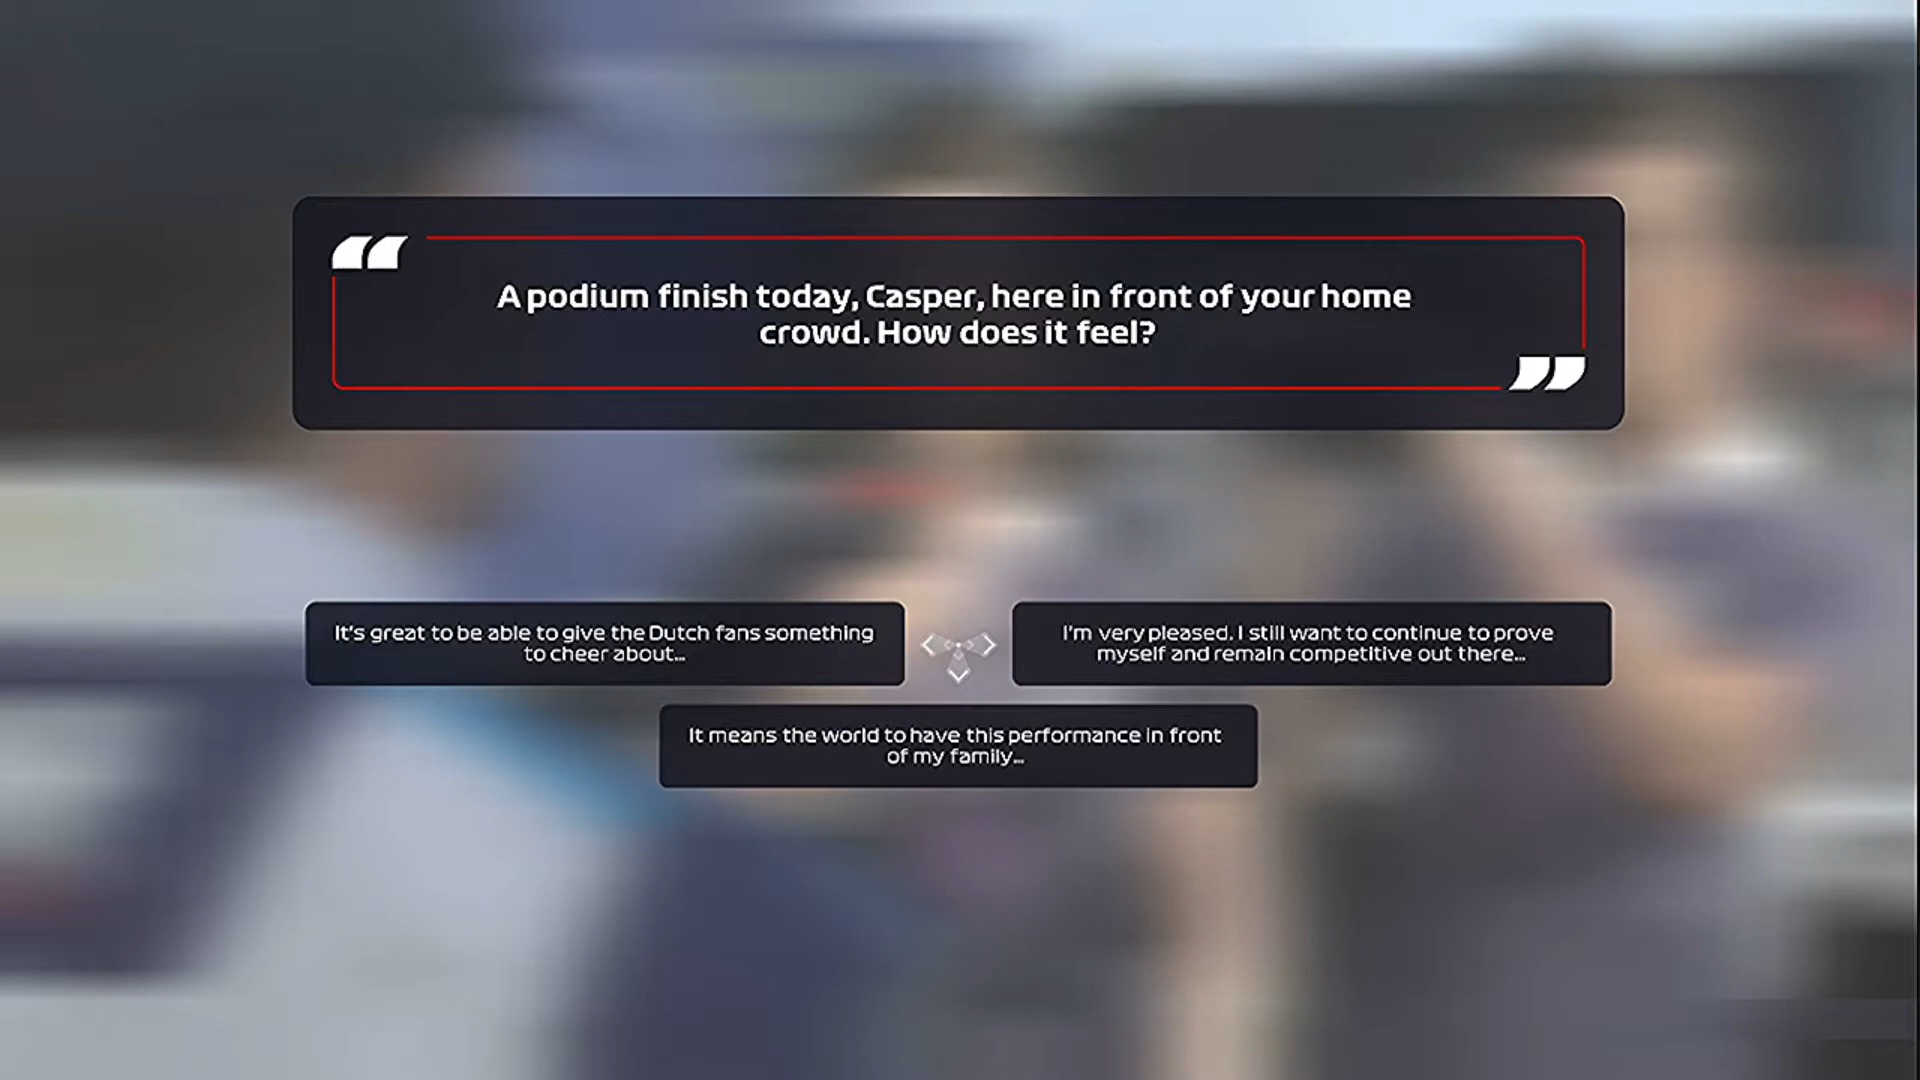 A podium finish today, Casper, here in front of your home
crowd. How does it feel?
It's great to be able to give the Dutch fans something
to cheer about...
I'm very pleased. I still want to continue to prove
myself and remain competitive out there...
It means the world to have this performance in front
of my family...